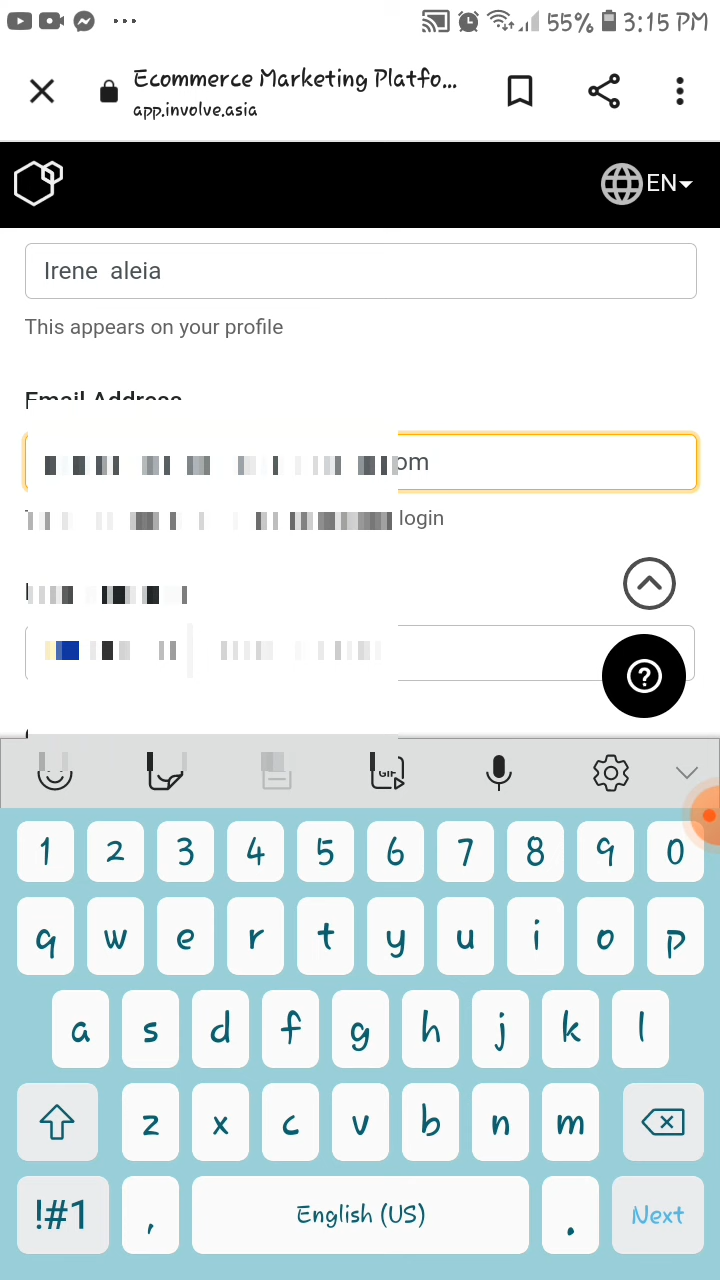 55% 3:15 PM
Ecommerce Marketing Platfo...
app.involve.asia
EN
Irene aleia
This appears on your profile
Email Address
om
login
GIF
1 2 3 4 5 6 7 8 9 0
q w e r t y u i o p
a s d f g h j k l
z x c v b n m
!#1 , English (US) . Next